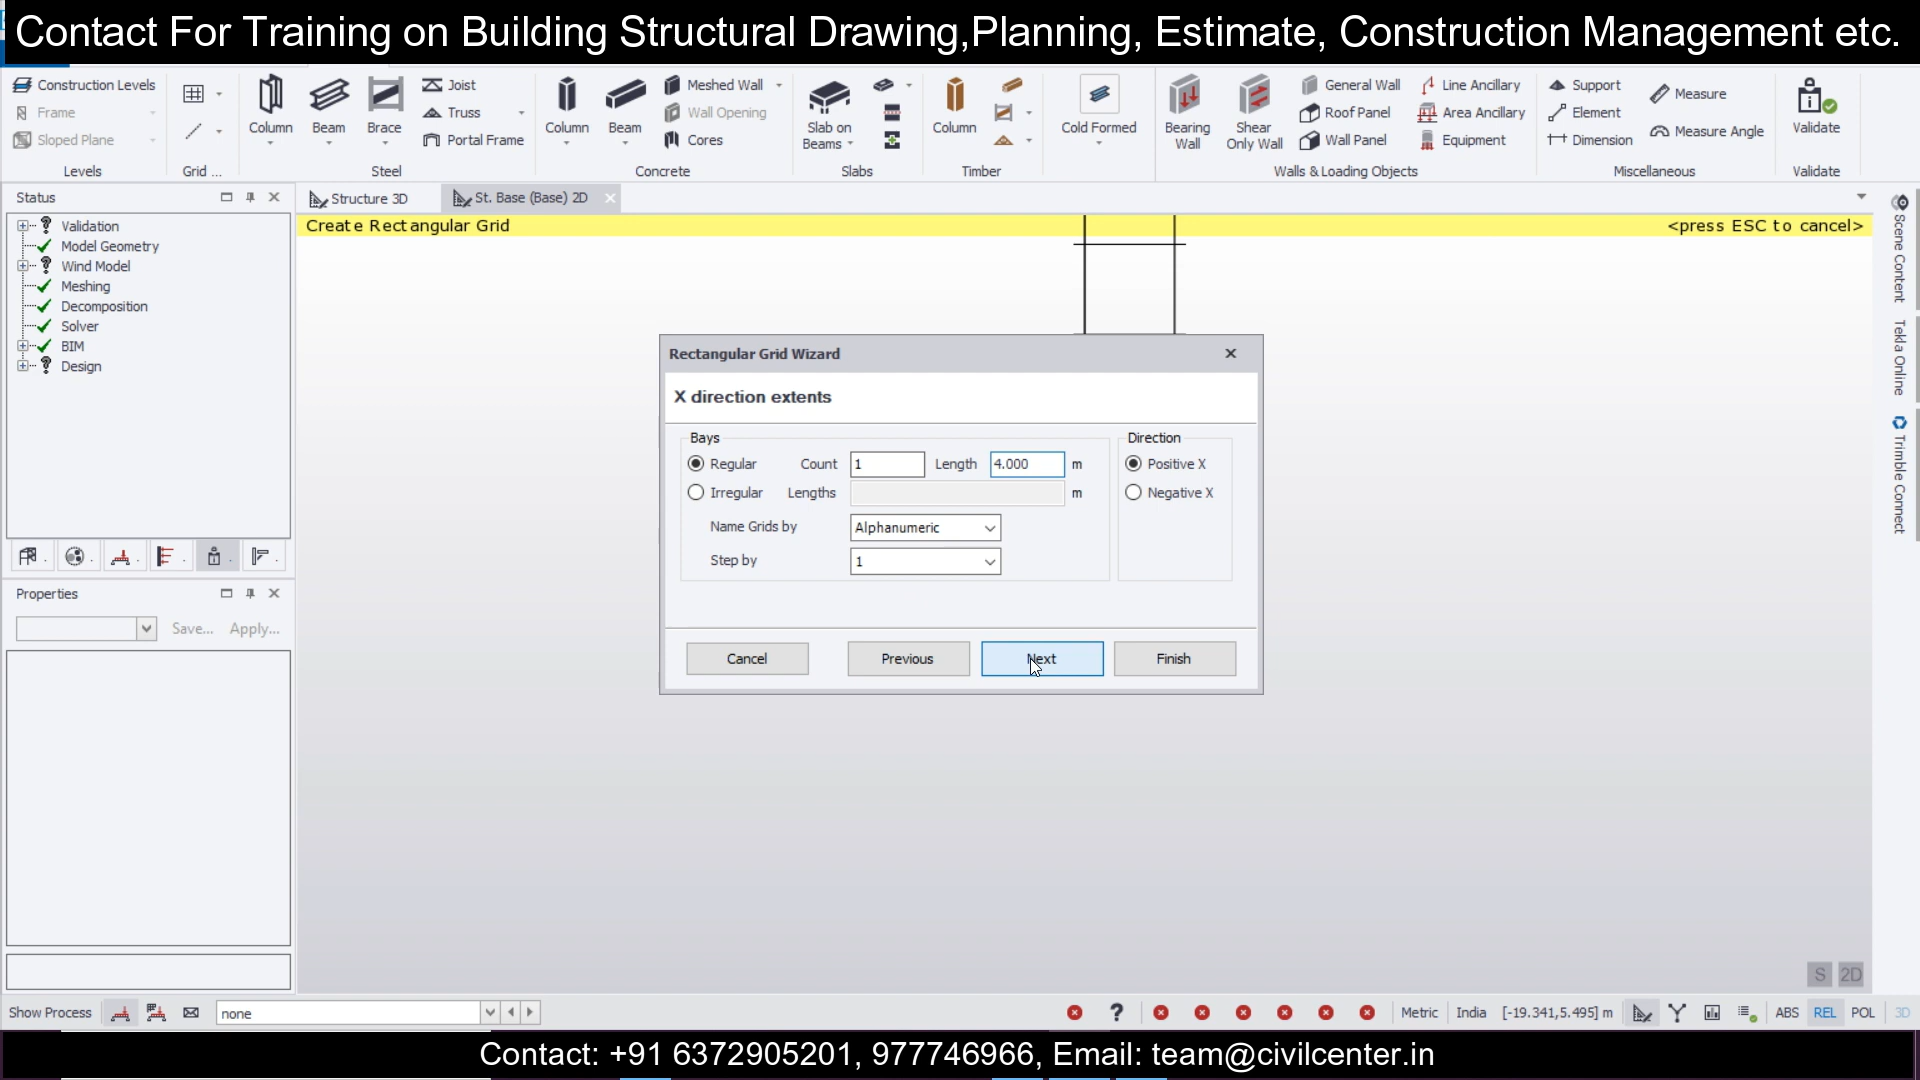 Contact For Training on Building Structural Drawing,Planning, Estimate, Construction Management etc.
Construction Levels
Frame
Sloped Plane
Levels
Grid ...
Column
Beam
Brace
Joist
Truss
Portal Frame
Steel
Column
Beam
Meshed Wall
Wall Opening
Cores
Concrete
Slab on
Beams
Slabs
Column
Timber
Cold Formed
Bearing
Wall
Shear
Only Wall
General Wall
Roof Panel
Wall Panel
Line Ancillary
Area Ancillary
Equipment
Walls & Loading Objects
Support
Element
Dimension
Measure
Measure Angle
Miscellaneous
Validate
Validate
Status
Validation
Model Geometry
Wind Model
Meshing
Decomposition
Solver
BIM
Design
Properties
Save...
Apply...
Structure 3D
St. Base (Base) 2D
Create Rectangular Grid
<press ESC to cancel>
Rectangular Grid Wizard
X direction extents
Bays
Regular Count 1 Length 4.000 m
Irregular Lengths m
Name Grids by Alphanumeric
Step by 1
Direction
Positive X
Negative X
Cancel
Previous
Next
Finish
Scene Content
Tekla Online
Trimble Connect
S 2D
Show Process
none
?
Metric
India
[-19.341,5.495] m
ABS
REL
POL
3D
Contact: +91 6372905201, 977746966, Email: team@civilcenter.in